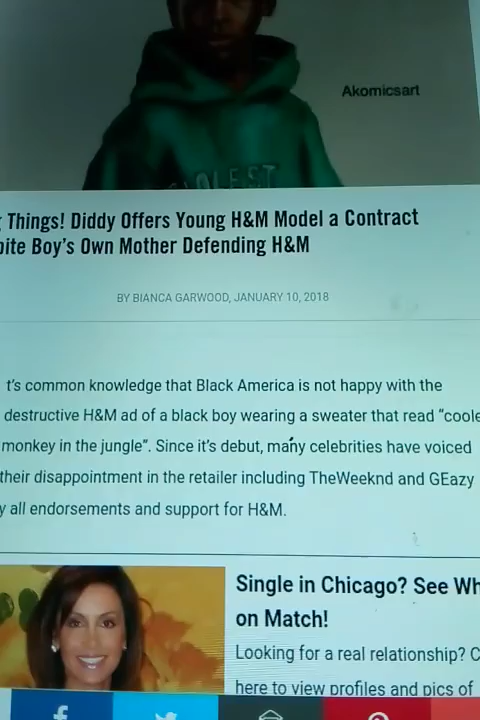 Akomicsart
OLEST
Things! Diddy Offers Young H&M Model a Contract
pite Boy's Own Mother Defending H&M
BY BIANCA GARWOOD, JANUARY 10, 2018
t's common knowledge that Black America is not happy with the
destructive H&M ad of a black boy wearing a sweater that read "coole
monkey in the jungle". Since it's debut, many celebrities have voiced
their disappointment in the retailer including TheWeeknd and GEazy
y all endorsements and support for H&M.
Single in Chicago? See Wh
on Match!
Looking for a real relationship? C
here to view profiles and pics of